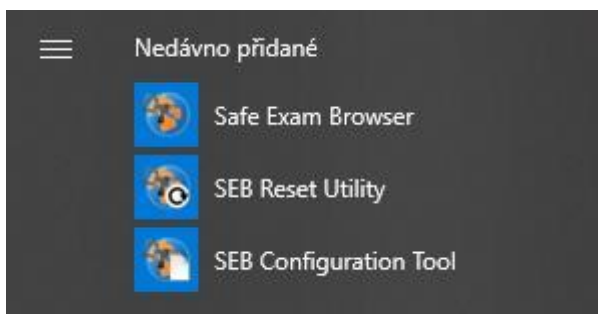 Nedávno přidané
Safe Exam Browser
SEB Reset Utility
SEB Configuration Tool